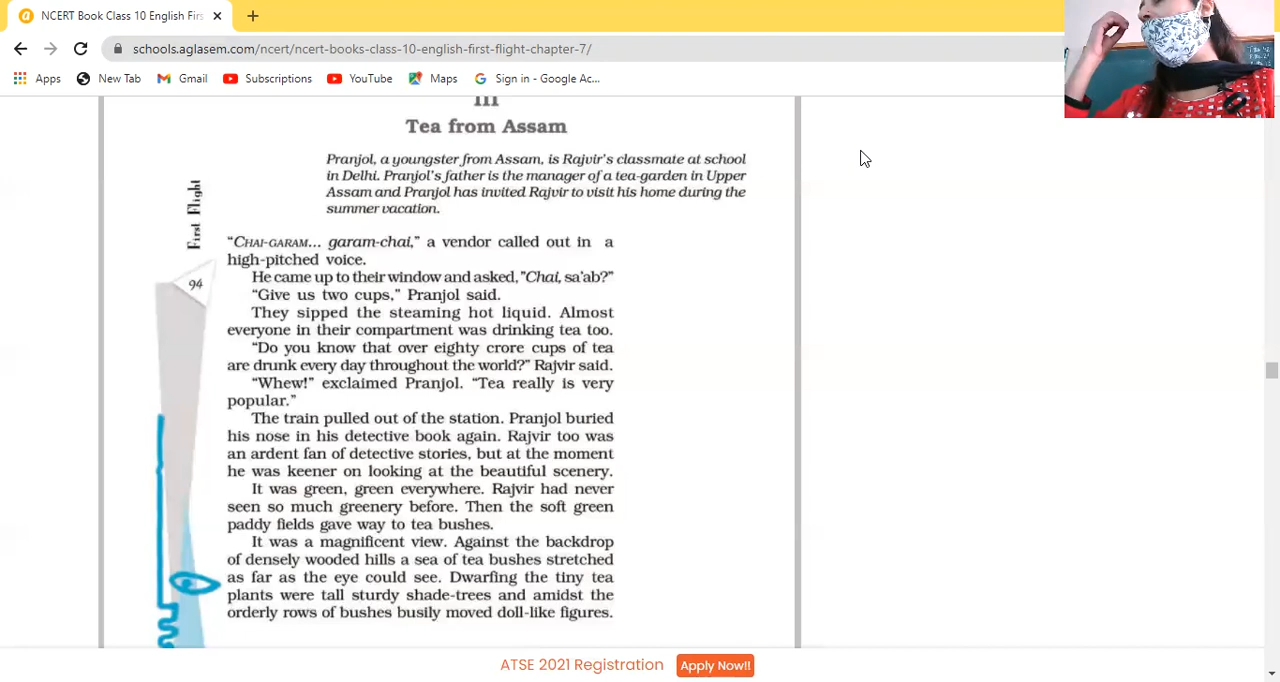 NCERT Book Class 10 English Firs
schools.aglasem.com/ncert/ncert-books-class-10-english-first-flight-chapter-7/
Apps New Tab Gmail Subscriptions YouTube Maps Sign in - Google Ac...
III
Tea from Assam
Pranjol, a youngster from Assam, is Rajvir's classmate at school
in Delhi. Pranjol's father is the manager of a tea-garden in Upper
Assam and Pranjol has invited Rajvir to visit his home during the
summer vacation.
First Flight
94
“CHAI-GARAM... garam-chai,” a vendor called out in a
high-pitched voice.
He came up to their window and asked, ”Chai, sa'ab?”
“Give us two cups,” Pranjol said.
They sipped the steaming hot liquid. Almost
everyone in their compartment was drinking tea too.
“Do you know that over eighty crore cups of tea
are drunk every day throughout the world?” Rajvir said.
“Whew!” exclaimed Pranjol. “Tea really is very
popular.”
The train pulled out of the station. Pranjol buried
his nose in his detective book again. Rajvir too was
an ardent fan of detective stories, but at the moment
he was keener on looking at the beautiful scenery.
It was green, green everywhere. Rajvir had never
seen so much greenery before. Then the soft green
paddy fields gave way to tea bushes.
It was a magnificent view. Against the backdrop
of densely wooded hills a sea of tea bushes stretched
as far as the eye could see. Dwarfing the tiny tea
plants were tall sturdy shade-trees and amidst the
orderly rows of bushes busily moved doll-like figures.
ATSE 2021 Registration Apply Now!!